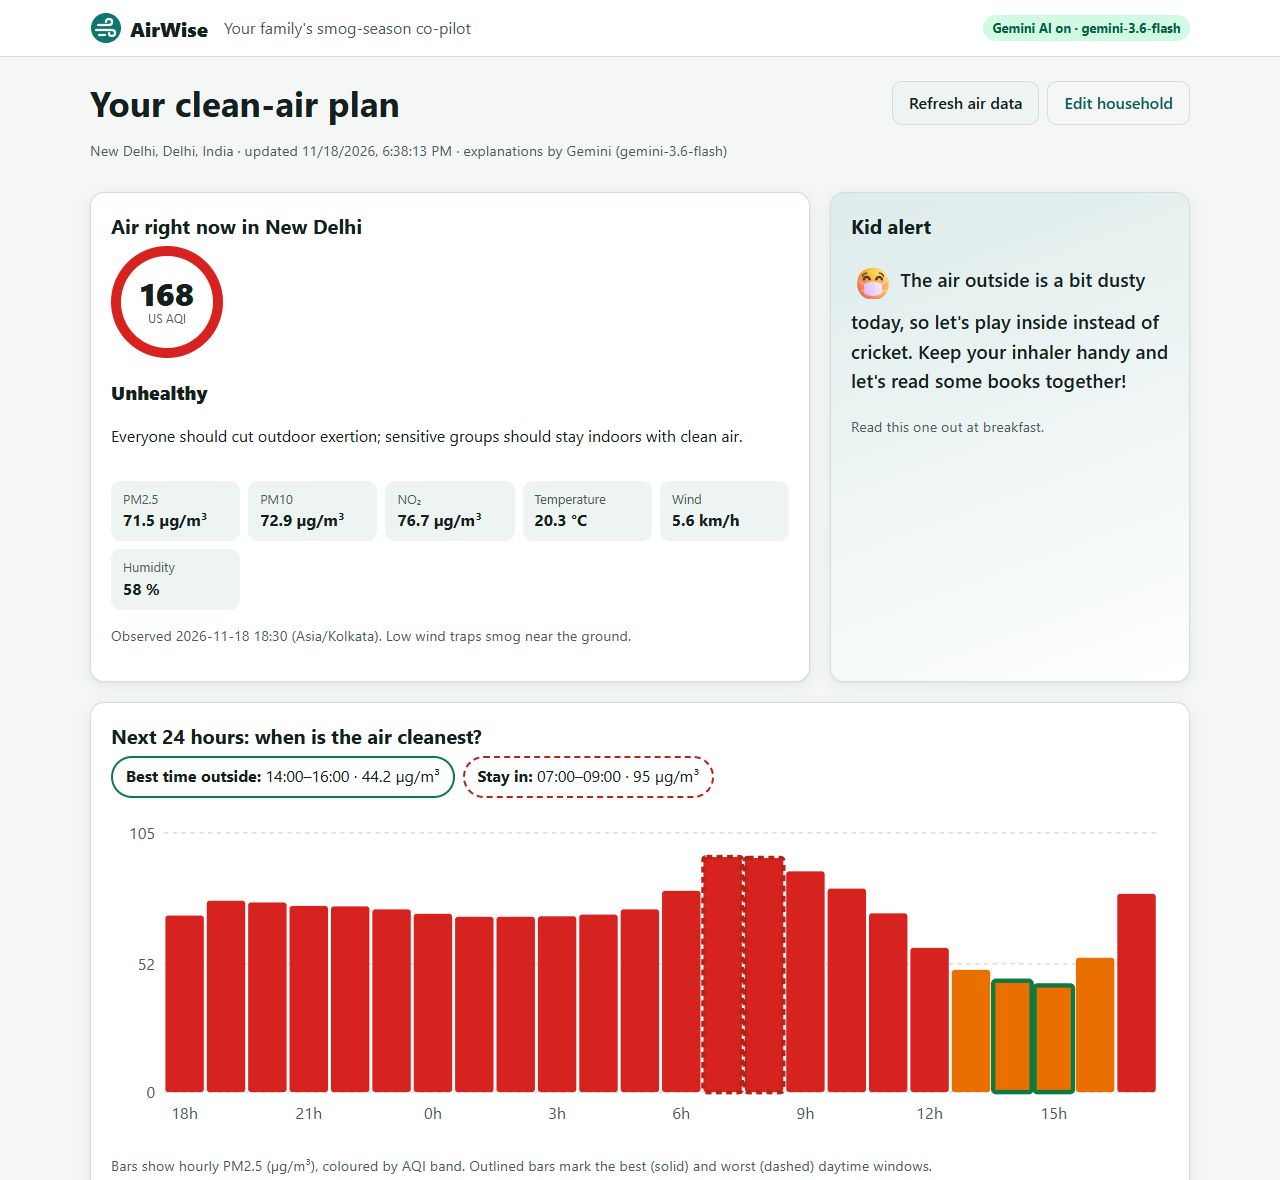 AirWise Your family's smog-season co-pilot
Gemini AI on · gemini-3.6-flash
Your clean-air plan
Refresh air data
Edit household
New Delhi, Delhi, India · updated 11/18/2026, 6:38:13 PM · explanations by Gemini (gemini-3.6-flash)
Air right now in New Delhi
168
US AQI
Unhealthy
Everyone should cut outdoor exertion; sensitive groups should stay indoors with clean air.
PM2.5
71.5 µg/m³
PM10
72.9 µg/m³
NO₂
76.7 µg/m³
Temperature
20.3 °C
Wind
5.6 km/h
Humidity
58 %
Observed 2026-11-18 18:30 (Asia/Kolkata). Low wind traps smog near the ground.
Kid alert
The air outside is a bit dusty
today, so let's play inside instead of
cricket. Keep your inhaler handy and
let's read some books together!
Read this one out at breakfast.
Next 24 hours: when is the air cleanest?
Best time outside: 14:00–16:00 · 44.2 µg/m³
Stay in: 07:00–09:00 · 95 µg/m³
105
52
0
18h 21h 0h 3h 6h 9h 12h 15h
Bars show hourly PM2.5 (µg/m³), coloured by AQI band. Outlined bars mark the best (solid) and worst (dashed) daytime windows.